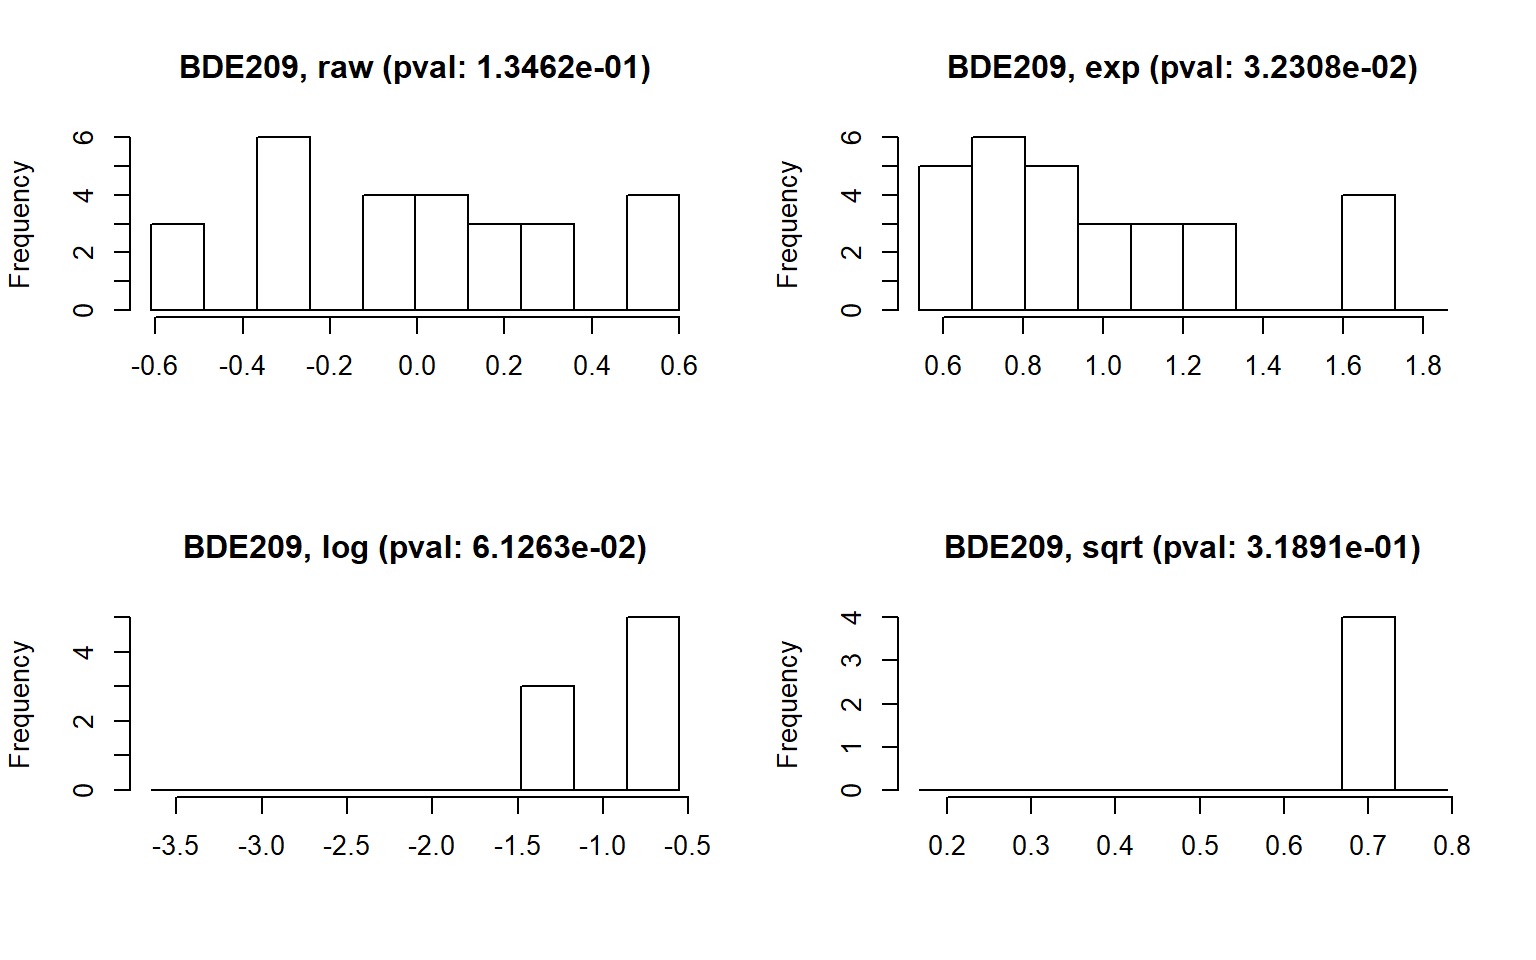 BDE209, raw (pval: 1.3462e-01)
Frequency
0 2 4 6
-0.6 -0.4 -0.2 0.0 0.2 0.4 0.6
BDE209, exp (pval: 3.2308e-02)
Frequency
0 2 4 6
0.6 0.8 1.0 1.2 1.4 1.6 1.8
BDE209, log (pval: 6.1263e-02)
Frequency
0 2 4
-3.5 -3.0 -2.5 -2.0 -1.5 -1.0 -0.5
BDE209, sqrt (pval: 3.1891e-01)
Frequency
0 1 2 3 4
0.2 0.3 0.4 0.5 0.6 0.7 0.8